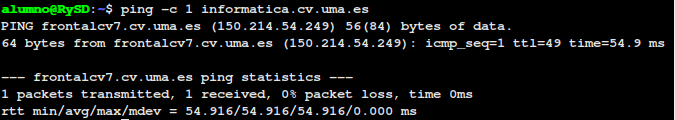 alumno@RySD:~$ ping -c 1 informatica.cv.uma.es
PING frontalcv7.cv.uma.es (150.214.54.249) 56(84) bytes of data.
64 bytes from frontalcv7.cv.uma.es (150.214.54.249): icmp_seq=1 ttl=49 time=54.9 ms
--- frontalcv7.cv.uma.es ping statistics ---
1 packets transmitted, 1 received, 0% packet loss, time 0ms
rtt min/avg/max/mdev = 54.916/54.916/54.916/0.000 ms